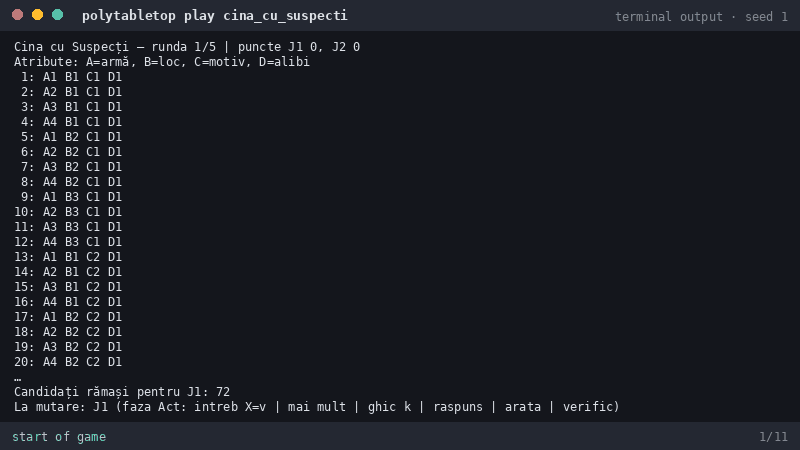 polytabletop play cina_cu_suspecti
terminal output · seed 1
Cina cu Suspecți — runda 1/5 | puncte J1 0, J2 0
Atribute: A=armă, B=loc, C=motiv, D=alibi
1: A1 B1 C1 D1
2: A2 B1 C1 D1
3: A3 B1 C1 D1
4: A4 B1 C1 D1
5: A1 B2 C1 D1
6: A2 B2 C1 D1
7: A3 B2 C1 D1
8: A4 B2 C1 D1
9: A1 B3 C1 D1
10: A2 B3 C1 D1
11: A3 B3 C1 D1
12: A4 B3 C1 D1
13: A1 B1 C2 D1
14: A2 B1 C2 D1
15: A3 B1 C2 D1
16: A4 B1 C2 D1
17: A1 B2 C2 D1
18: A2 B2 C2 D1
19: A3 B2 C2 D1
20: A4 B2 C2 D1
…
Candidați rămași pentru J1: 72
La mutare: J1 (faza Act: intreb X=v | mai mult | ghic k | raspuns | arata | verific)
start of game
1/11